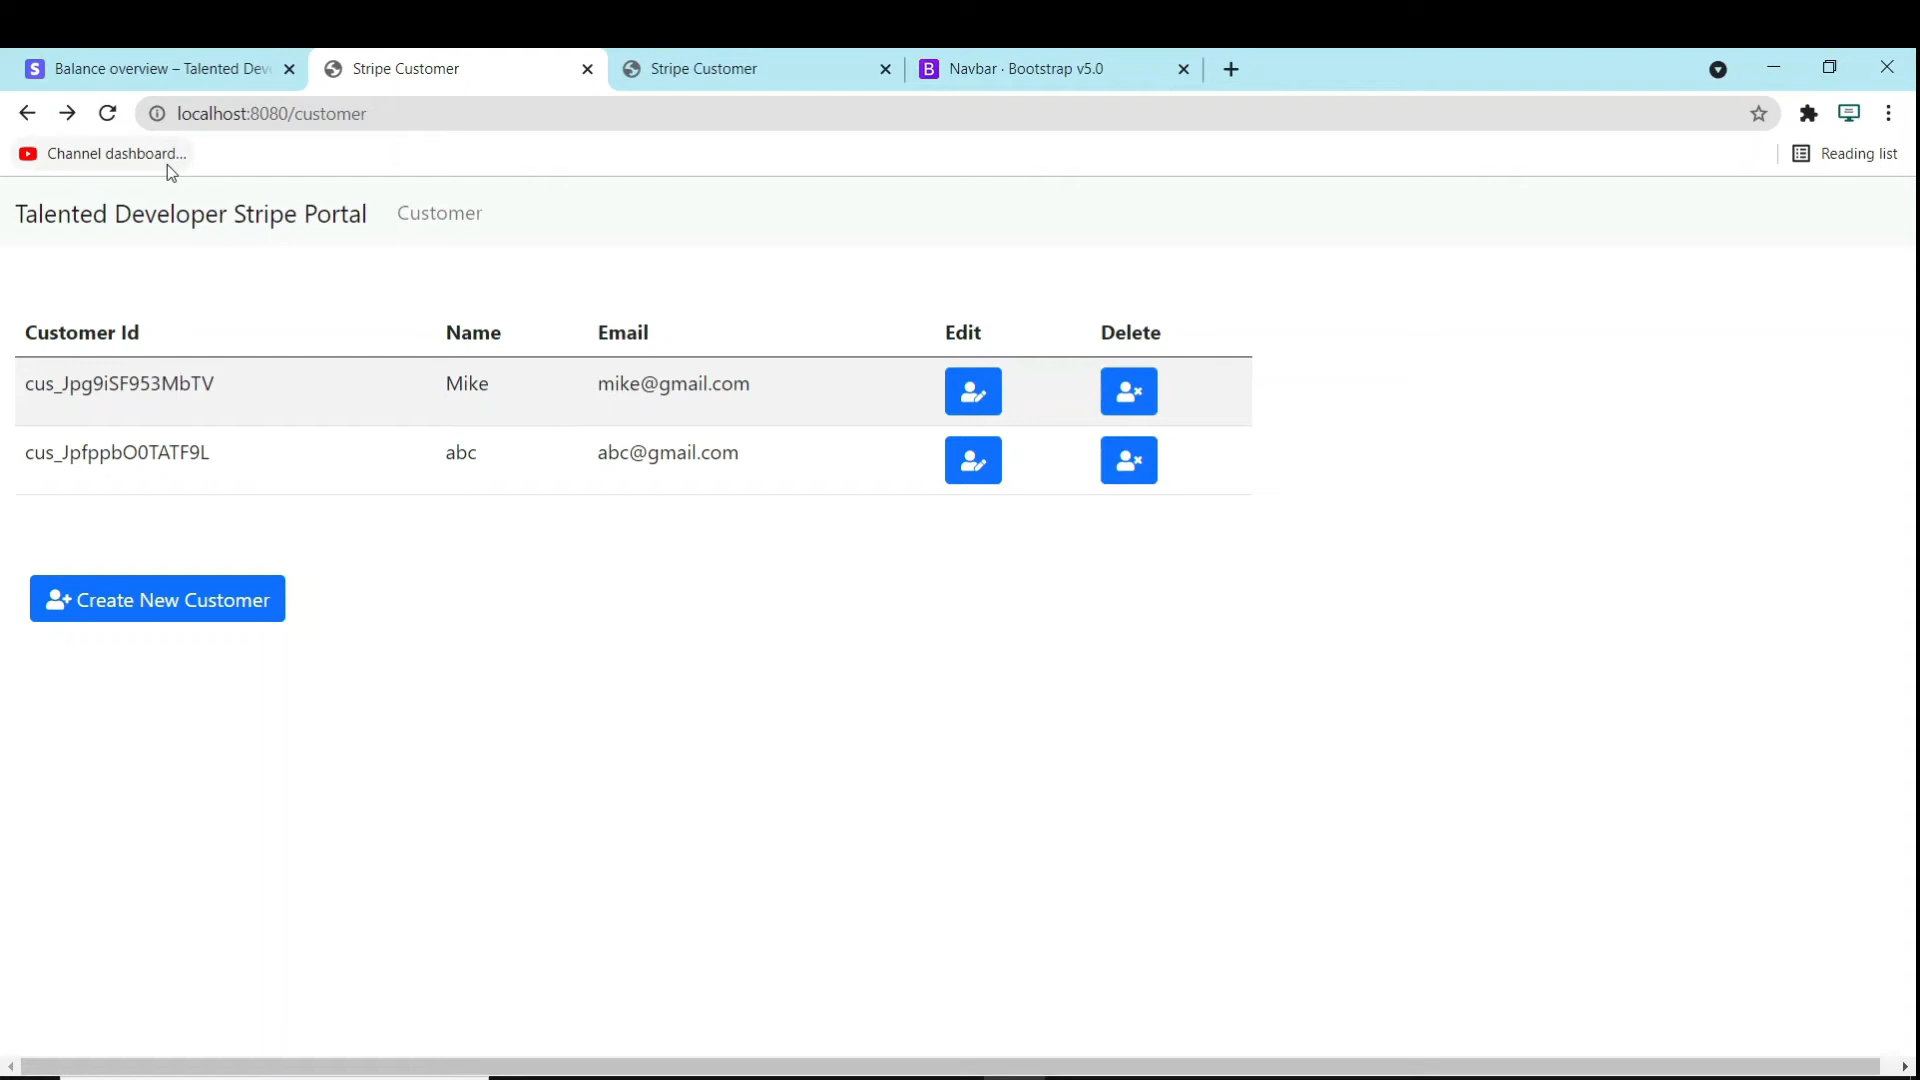 Balance overview – Talented Dev
Stripe Customer
Stripe Customer
Navbar · Bootstrap v5.0
localhost:8080/customer
Channel dashboard...
Reading list
Talented Developer Stripe Portal
Customer
Customer Id Name Email Edit Delete
cus_Jpg9iSF953MbTV Mike mike@gmail.com
cus_JpfppbO0TATF9L abc abc@gmail.com
Create New Customer